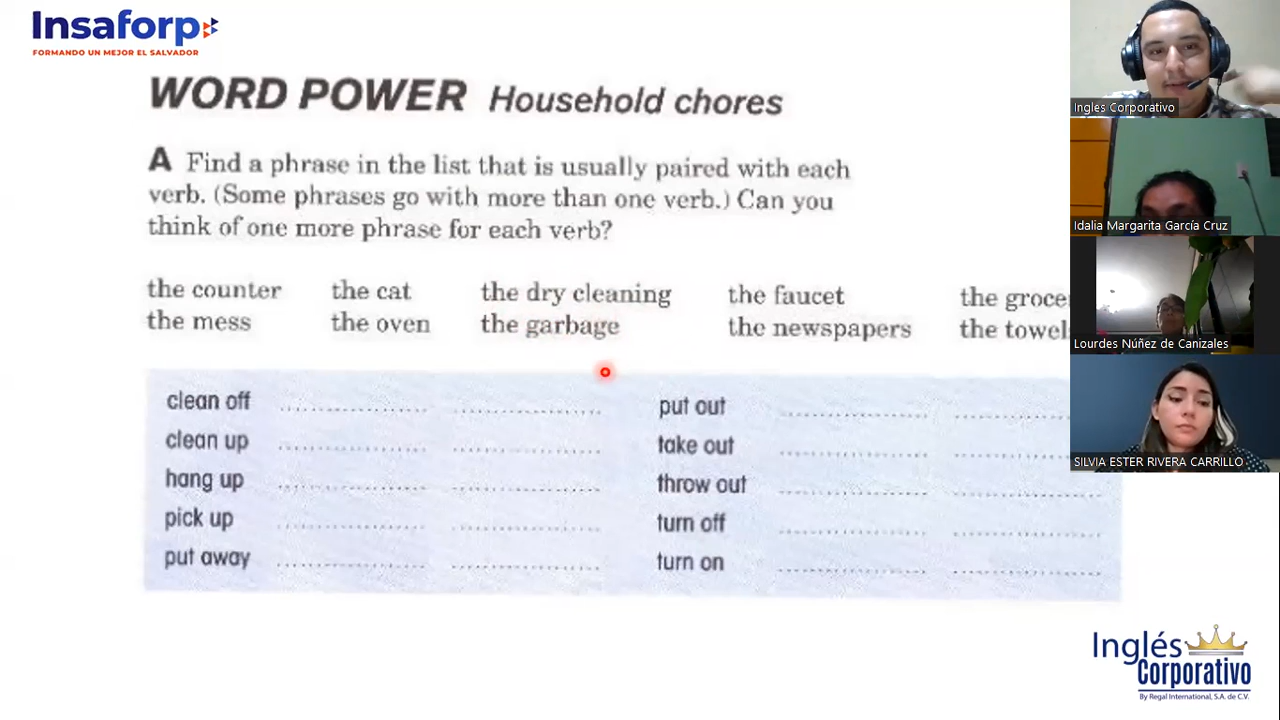 Insaforp
FORMANDO UN MEJOR EL SALVADOR
WORD POWER Household chores
A Find a phrase in the list that is usually paired with each
verb. (Some phrases go with more than one verb.) Can you
think of one more phrase for each verb?
the counter the cat the dry cleaning the faucet the groce
the mess the oven the garbage the newspapers the towel
clean off put out
clean up take out
hang up throw out
pick up turn off
put away turn on
Ingles Corporativo
Idalia Margarita García Cruz
Lourdes Núñez de Canizales
SILVIA ESTER RIVERA CARRILLO
Inglés
Corporativo
By Regal International, S.A. de C.V.